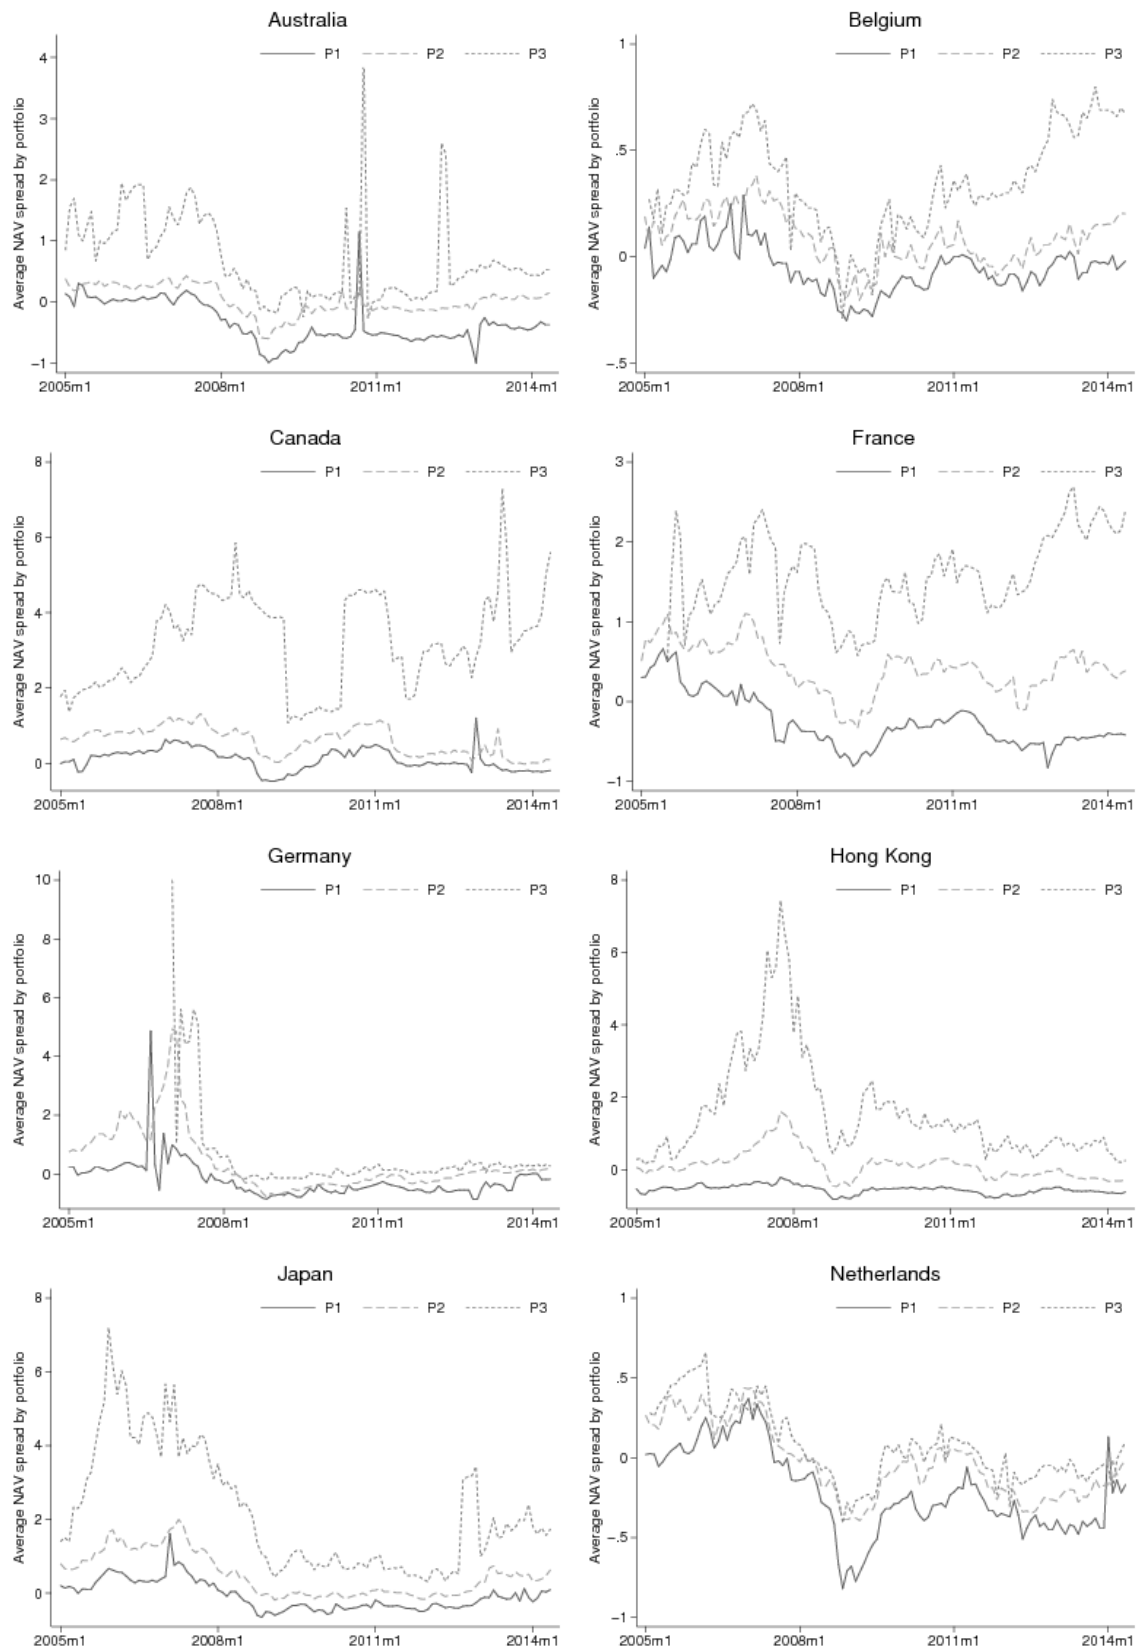 Australia
P1 P2 P3
Average NAV spread by portfolio
4
3
2
1
0
−1
2005m1 2008m1 2011m1 2014m1
Belgium
P1 P2 P3
Average NAV spread by portfolio
1
.5
0
−.5
2005m1 2008m1 2011m1 2014m1
Canada
P1 P2 P3
Average NAV spread by portfolio
8
6
4
2
0
2005m1 2008m1 2011m1 2014m1
France
P1 P2 P3
Average NAV spread by portfolio
3
2
1
0
−1
2005m1 2008m1 2011m1 2014m1
Germany
P1 P2 P3
Average NAV spread by portfolio
10
8
6
4
2
0
2005m1 2008m1 2011m1 2014m1
Hong Kong
P1 P2 P3
Average NAV spread by portfolio
8
6
4
2
0
2005m1 2008m1 2011m1 2014m1
Japan
P1 P2 P3
Average NAV spread by portfolio
8
6
4
2
0
2005m1 2008m1 2011m1 2014m1
Netherlands
P1 P2 P3
Average NAV spread by portfolio
1
.5
0
−.5
−1
2005m1 2008m1 2011m1 2014m1